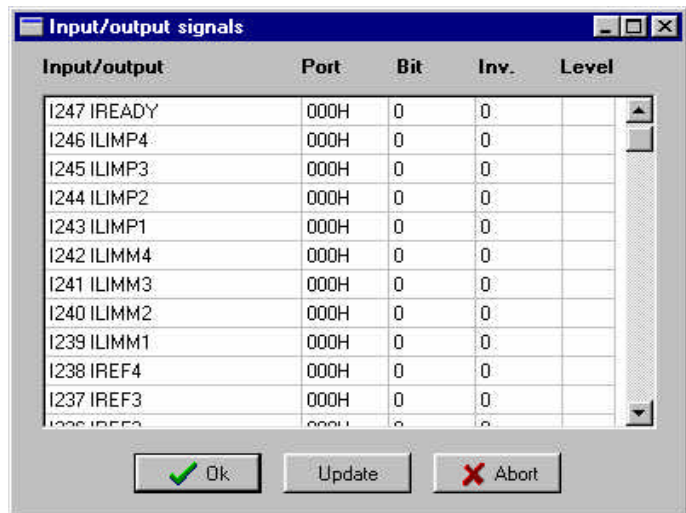 Input/output signals
Input/output Port Bit Inv. Level
I247 IREADY 000H 0 0
I246 ILIMP4 000H 0 0
I245 ILIMP3 000H 0 0
I244 ILIMP2 000H 0 0
I243 ILIMP1 000H 0 0
I242 ILIMM4 000H 0 0
I241 ILIMM3 000H 0 0
I240 ILIMM2 000H 0 0
I239 ILIMM1 000H 0 0
I238 IREF4 000H 0 0
I237 IREF3 000H 0 0
Ok Update Abort